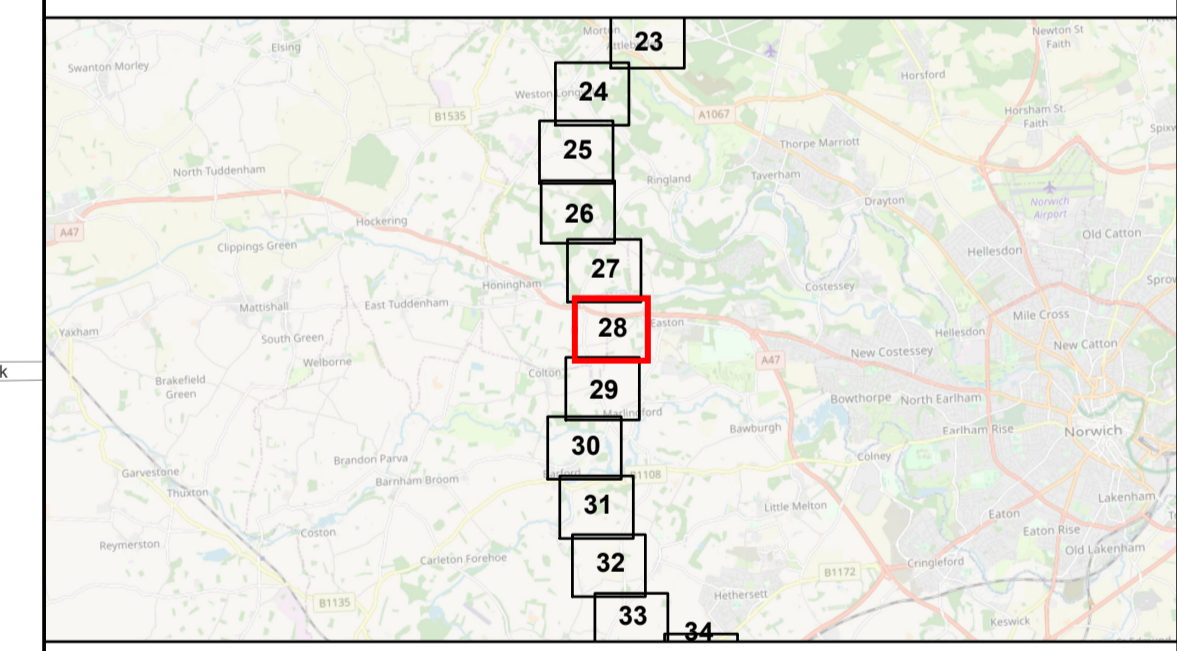 Morton
Attleb
23
Newton St
Faith
Elsing
Swanton Morley
Horsford
Weston Long
24
B1535
A1067
Horsham St.
Faith
Spixw
25
Thorpe Marriott
North Tuddenham
Ringland
Taverham
Drayton
Norwich
Airport
26
Hockering
A47
Clippings Green
Old Catton
Hellesdon
27
Honingham
Costessey
Sprow
Mattishall
East Tuddenham
28
Easton
Mile Cross
Yaxham
South Green
Hellesdon
New Catton
Welborne
New Costessey
A47
k
Colton
Brakefield
Green
29
Bowthorpe
North Earlham
Marlingford
Bawburgh
Earlham Rise
Norwich
30
Brandon Parva
Colney
Garvestone
Barford
B1108
Barnham Broom
Thuxton
Lakenham
31
Little Melton
Eaton
Coston
Eaton Rise
Reymerston
Old Lakenham
Carleton Forehoe
32
Cringleford
B1172
Hethersett
B1135
33
34
Keswick